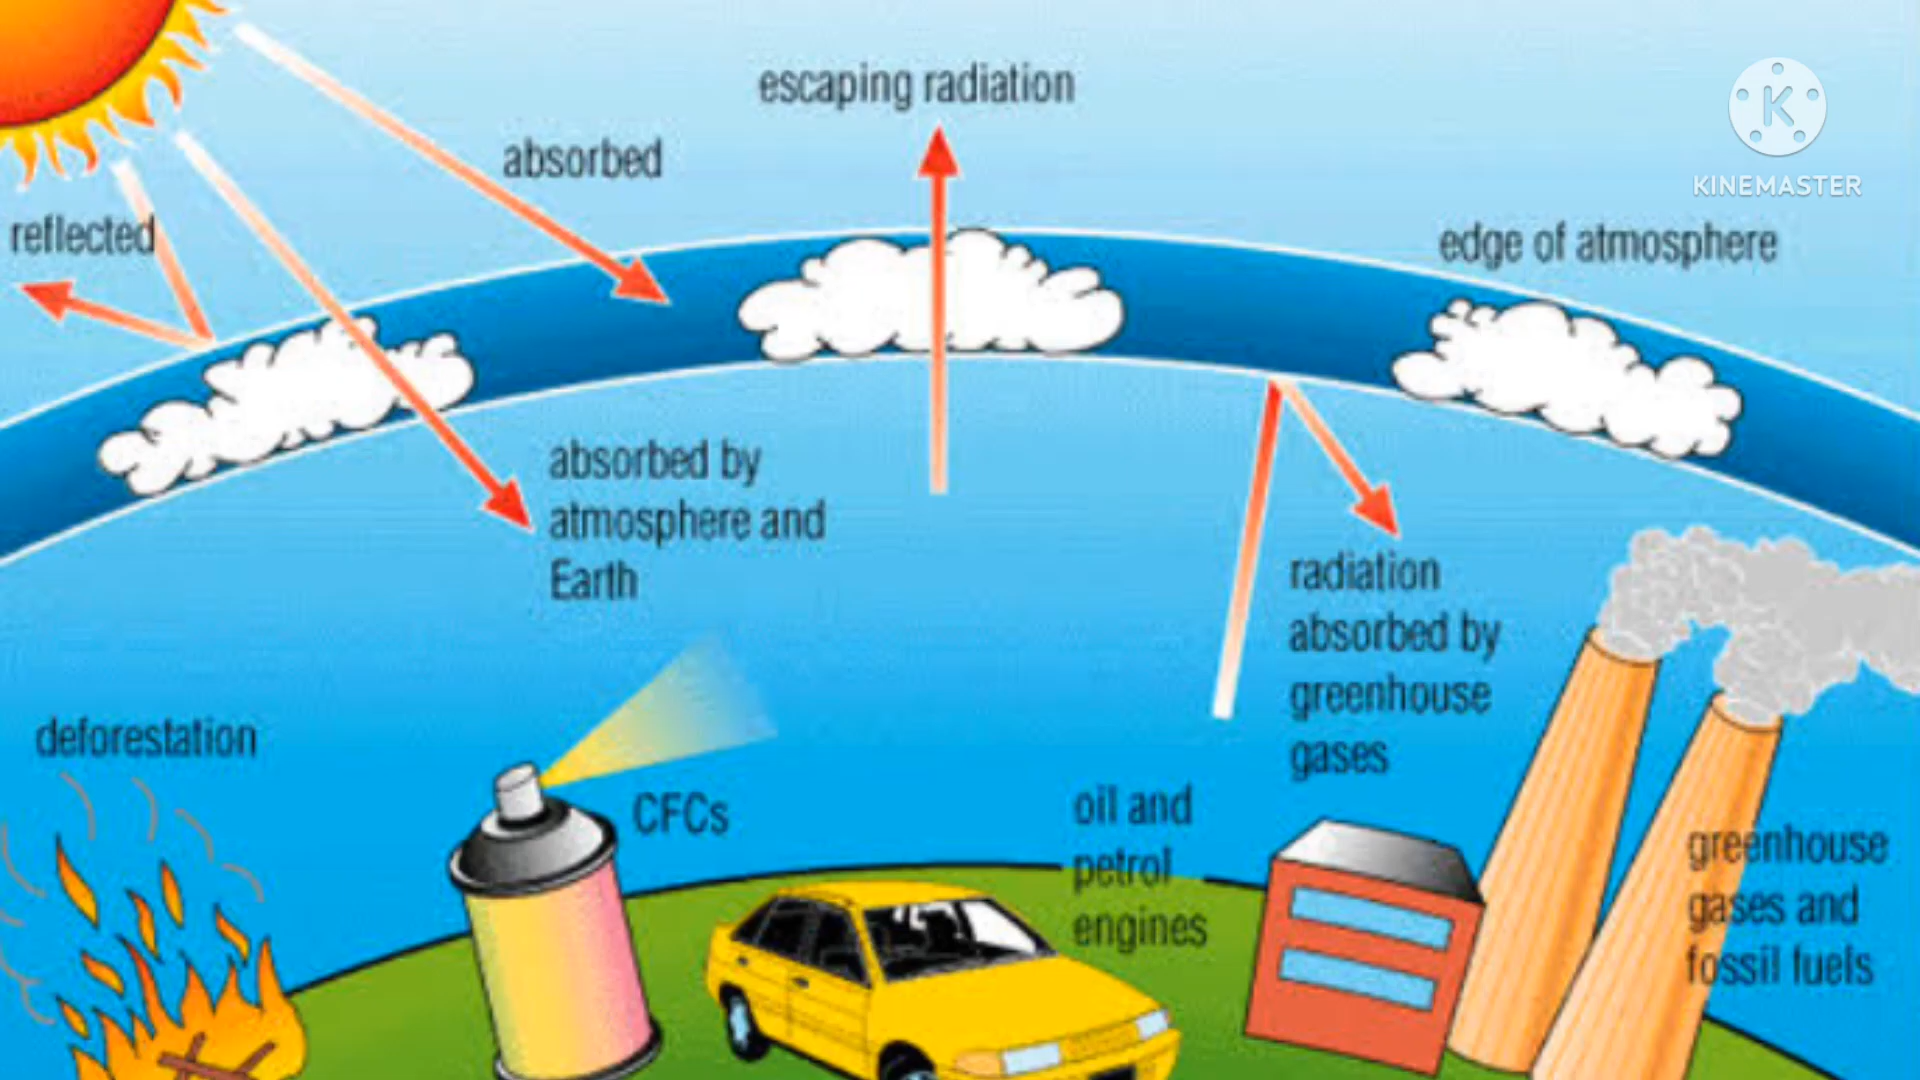 escaping radiation
KINEMASTER
absorbed
reflected
edge of atmosphere
absorbed by
atmosphere and
Earth
radiation
absorbed by
greenhouse
gases
deforestation
CFCs
oil and
petrol
engines
greenhouse
gases and
fossil fuels